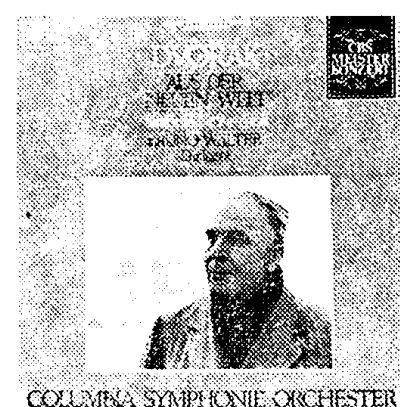 DVORAK
AUS DER
NEUEN WELT
BRUNO WALTER
CBS
MEISTER
KONZERT
COLUMBIA SYMPHONIE ORCHESTER